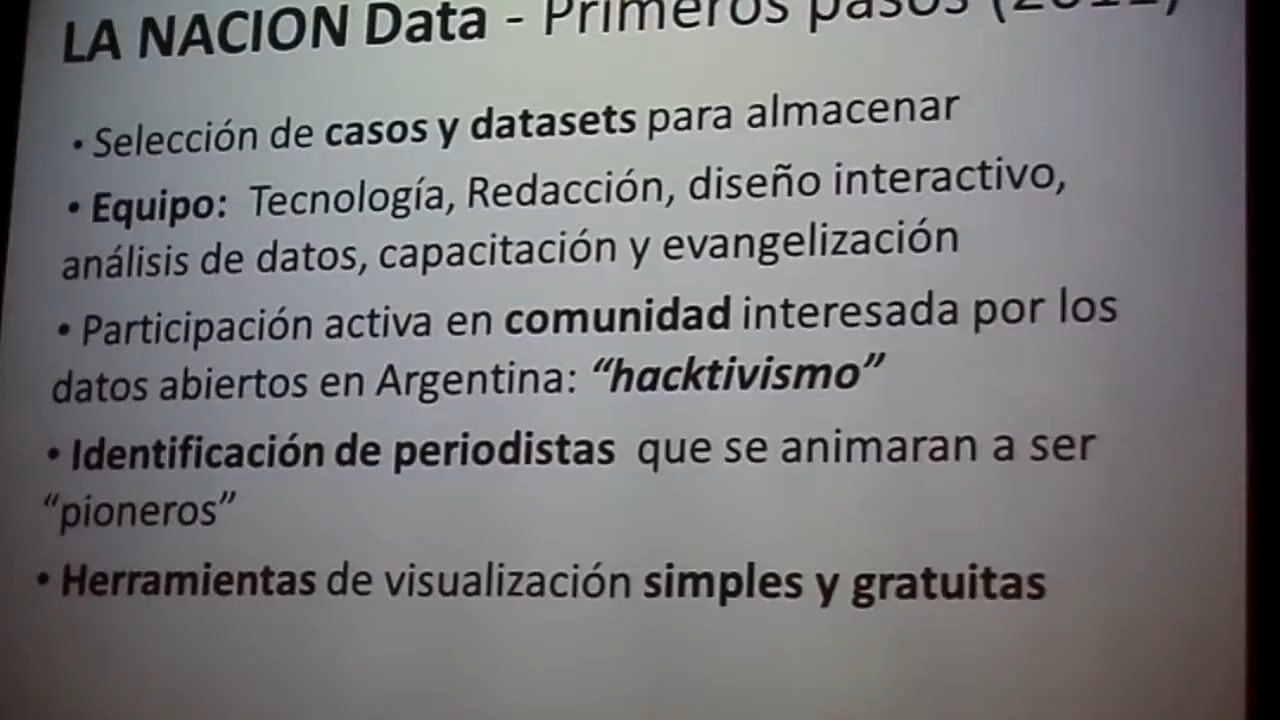 LA NACION Data - Primeros pasos (2011)
• Selección de casos y datasets para almacenar
• Equipo: Tecnología, Redacción, diseño interactivo,
análisis de datos, capacitación y evangelización
• Participación activa en comunidad interesada por los
datos abiertos en Argentina: “hacktivismo”
• Identificación de periodistas que se animaran a ser
“pioneros”
• Herramientas de visualización simples y gratuitas